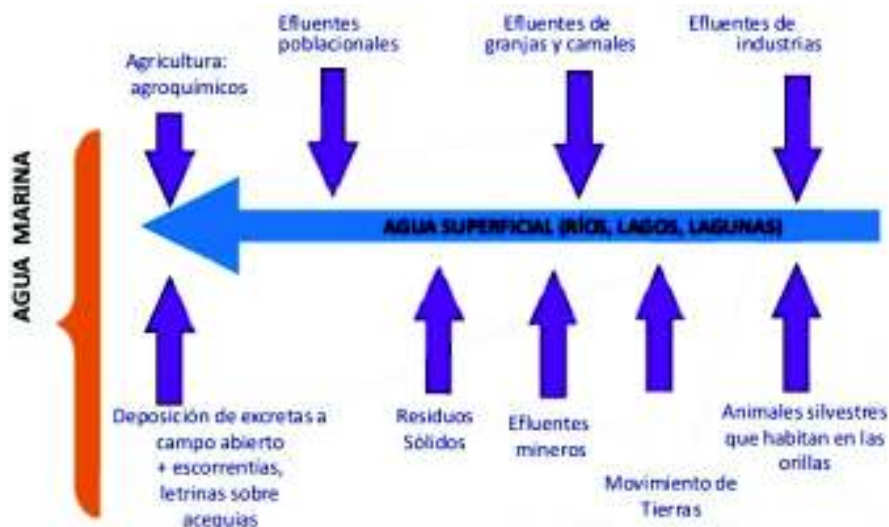 Efluentes
poblacionales
Efluentes de
granjas y camales
Efluentes de
industrias
Agricultura:
agroquímicos
AGUA MARINA
AGUA SUPERFICIAL (RÍOS, LAGOS, LAGUNAS)
Deposición de excretas a
campo abierto
+ escorrentías,
letrinas sobre
acequias
Residuos
Sólidos
Efluentes
mineros
Movimiento de
Tierras
Animales silvestres
que habitan en las
orillas